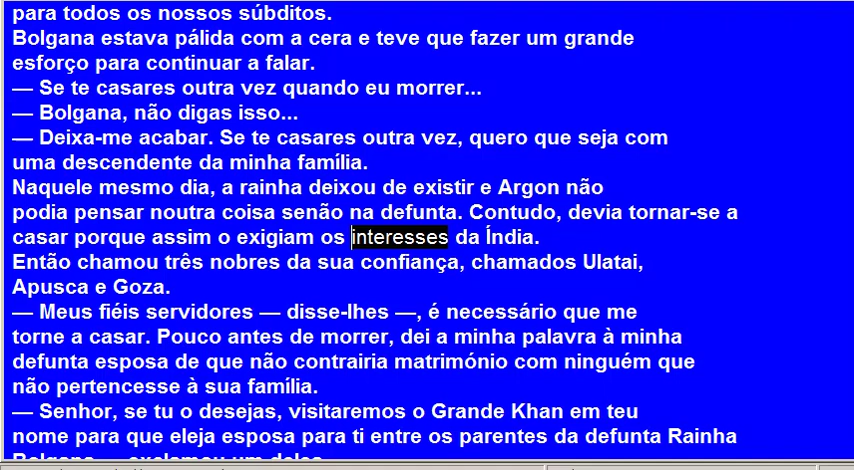 para todos os nossos súbditos.
Bolgana estava pálida com a cera e teve que fazer um grande
esforço para continuar a falar.
— Se te casares outra vez quando eu morrer...
— Bolgana, não digas isso...
— Deixa-me acabar. Se te casares outra vez, quero que seja com
uma descendente da minha família.
Naquele mesmo dia, a rainha deixou de existir e Argon não
podia pensar noutra coisa senão na defunta. Contudo, devia tornar-se a
casar porque assim o exigiam os interesses da Índia.
Então chamou três nobres da sua confiança, chamados Ulatai,
Apusca e Goza.
— Meus fiéis servidores — disse-lhes —, é necessário que me
torne a casar. Pouco antes de morrer, dei a minha palavra à minha
defunta esposa de que não contrairia matrimónio com ninguém que
não pertencesse à sua família.
— Senhor, se tu o desejas, visitaremos o Grande Khan em teu
nome para que eleja esposa para ti entre os parentes da defunta Rainha
Bolgana — exclamou um deles